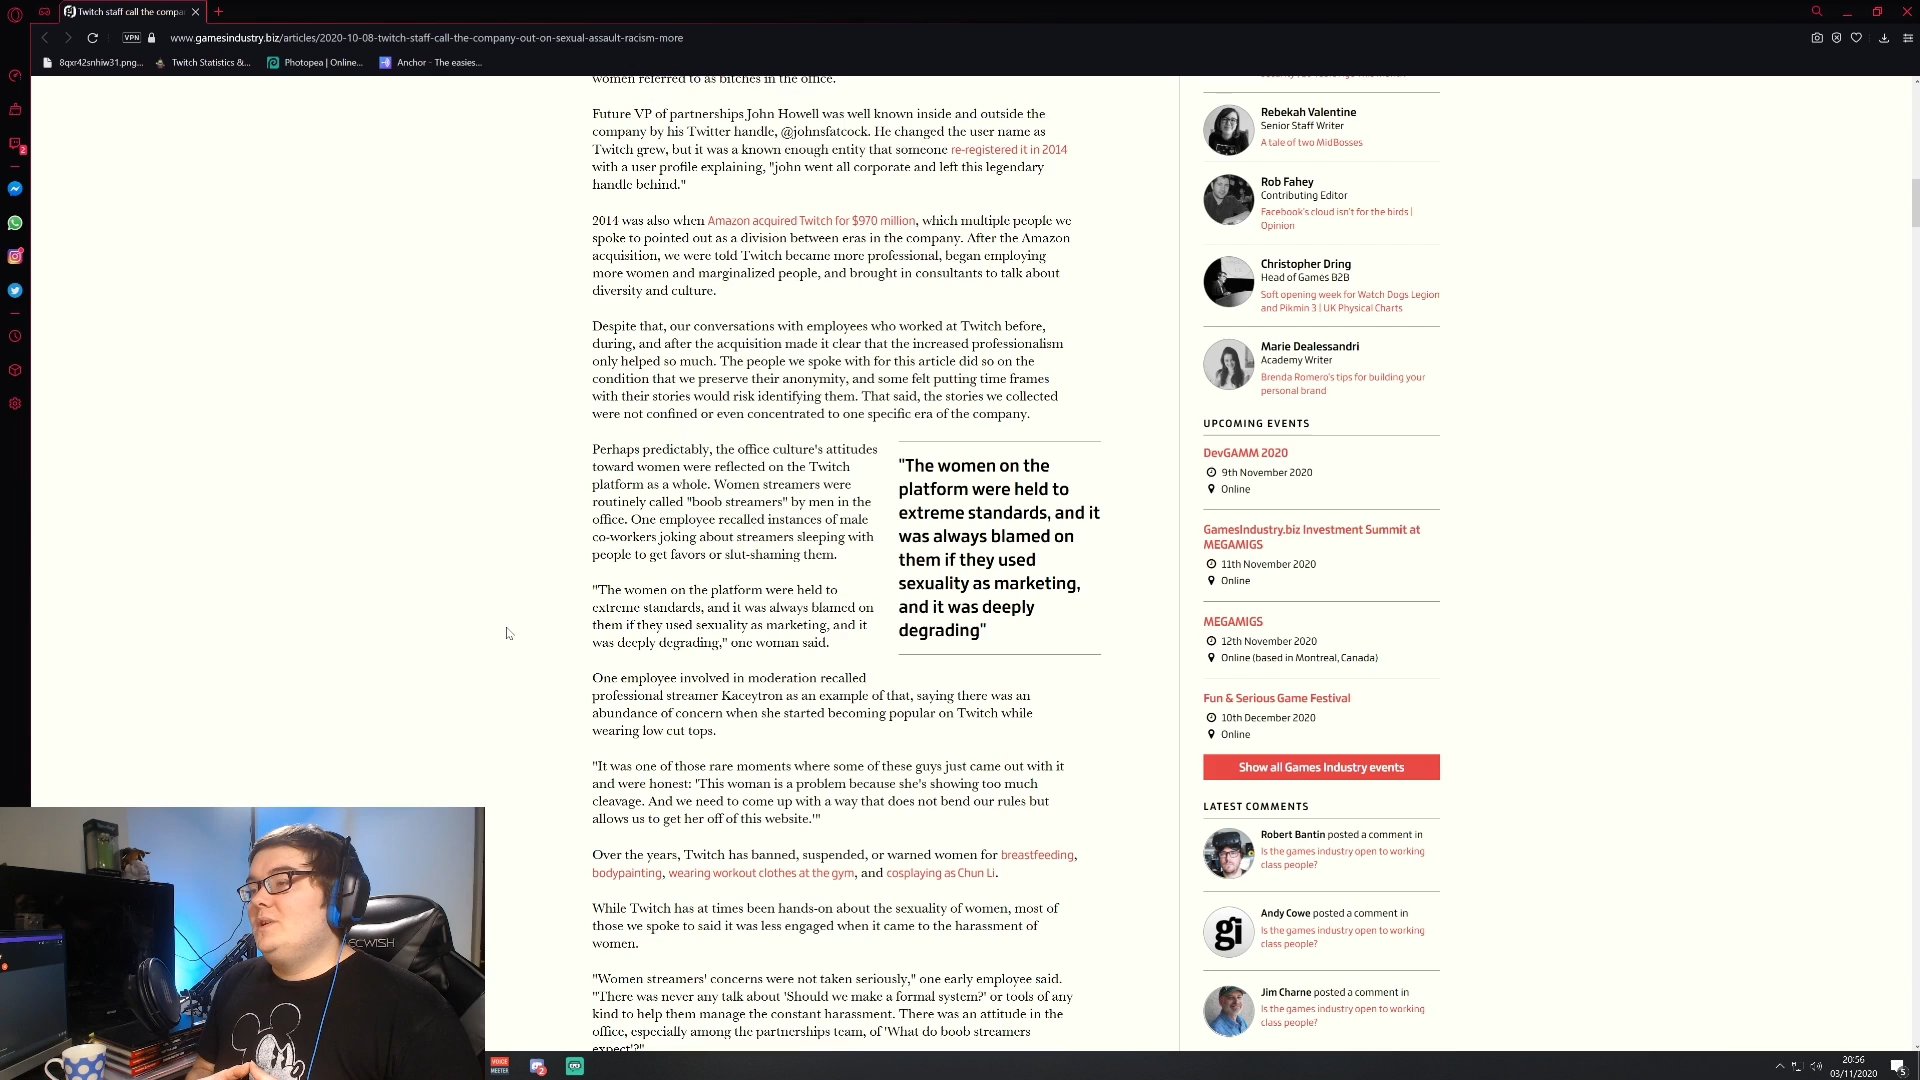 Twitch staff call the compa
VPN
www.gamesindustry.biz/articles/2020-10-08-twitch-staff-call-the-company-out-on-sexual-assault-racism-more
8qxr42snhiw31.png...
Twitch Statistics &...
Photopea | Online...
Anchor - The easies...
women referred to as bitches in the office.
Future VP of partnerships John Howell was well known inside and outside the
company by his Twitter handle, @johnsfatcock. He changed the user name as
Twitch grew, but it was a known enough entity that someone re-registered it in 2014
with a user profile explaining, "john went all corporate and left this legendary
handle behind."
2014 was also when Amazon acquired Twitch for $970 million, which multiple people we
spoke to pointed out as a division between eras in the company. After the Amazon
acquisition, we were told Twitch became more professional, began employing
more women and marginalized people, and brought in consultants to talk about
diversity and culture.
Despite that, our conversations with employees who worked at Twitch before,
during, and after the acquisition made it clear that the increased professionalism
only helped so much. The people we spoke with for this article did so on the
condition that we preserve their anonymity, and some felt putting time frames
with their stories would risk identifying them. That said, the stories we collected
were not confined or even concentrated to one specific era of the company.
Perhaps predictably, the office culture's attitudes
toward women were reflected on the Twitch
platform as a whole. Women streamers were
routinely called "boob streamers" by men in the
office. One employee recalled instances of male
co-workers joking about streamers sleeping with
people to get favors or slut-shaming them.
"The women on the platform were held to
extreme standards, and it was always blamed on
them if they used sexuality as marketing, and it
was deeply degrading," one woman said.
"The women on the
platform were held to
extreme standards, and it
was always blamed on
them if they used
sexuality as marketing,
and it was deeply
degrading"
One employee involved in moderation recalled
professional streamer Kaceytron as an example of that, saying there was an
abundance of concern when she started becoming popular on Twitch while
wearing low cut tops.
"It was one of those rare moments where some of these guys just came out with it
and were honest: 'This woman is a problem because she's showing too much
cleavage. And we need to come up with a way that does not bend our rules but
allows us to get her off of this website.'"
Over the years, Twitch has banned, suspended, or warned women for breastfeeding,
bodypainting, wearing workout clothes at the gym, and cosplaying as Chun Li.
While Twitch has at times been hands-on about the sexuality of women, most of
those we spoke to said it was less engaged when it came to the harassment of
women.
"Women streamers' concerns were not taken seriously," one early employee said.
"There was never any talk about 'Should we make a formal system?' or tools of any
kind to help them manage the constant harassment. There was an attitude in the
office, especially among the partnerships team, of 'What do boob streamers
expect'?"
Rebekah Valentine
Senior Staff Writer
A tale of two MidBosses
Rob Fahey
Contributing Editor
Facebook's cloud isn't for the birds |
Opinion
Christopher Dring
Head of Games B2B
Soft opening week for Watch Dogs Legion
and Pikmin 3 | UK Physical Charts
Marie Dealessandri
Academy Writer
Brenda Romero's tips for building your
personal brand
UPCOMING EVENTS
DevGAMM 2020
9th November 2020
Online
GamesIndustry.biz Investment Summit at
MEGAMIGS
11th November 2020
Online
MEGAMIGS
12th November 2020
Online (based in Montreal, Canada)
Fun & Serious Game Festival
10th December 2020
Online
Show all Games Industry events
LATEST COMMENTS
Robert Bantin posted a comment in
Is the games industry open to working
class people?
gi
Andy Cowe posted a comment in
Is the games industry open to working
class people?
Jim Charne posted a comment in
Is the games industry open to working
class people?
ECWISH
VOICE
MEETER
20:56
03/11/2020